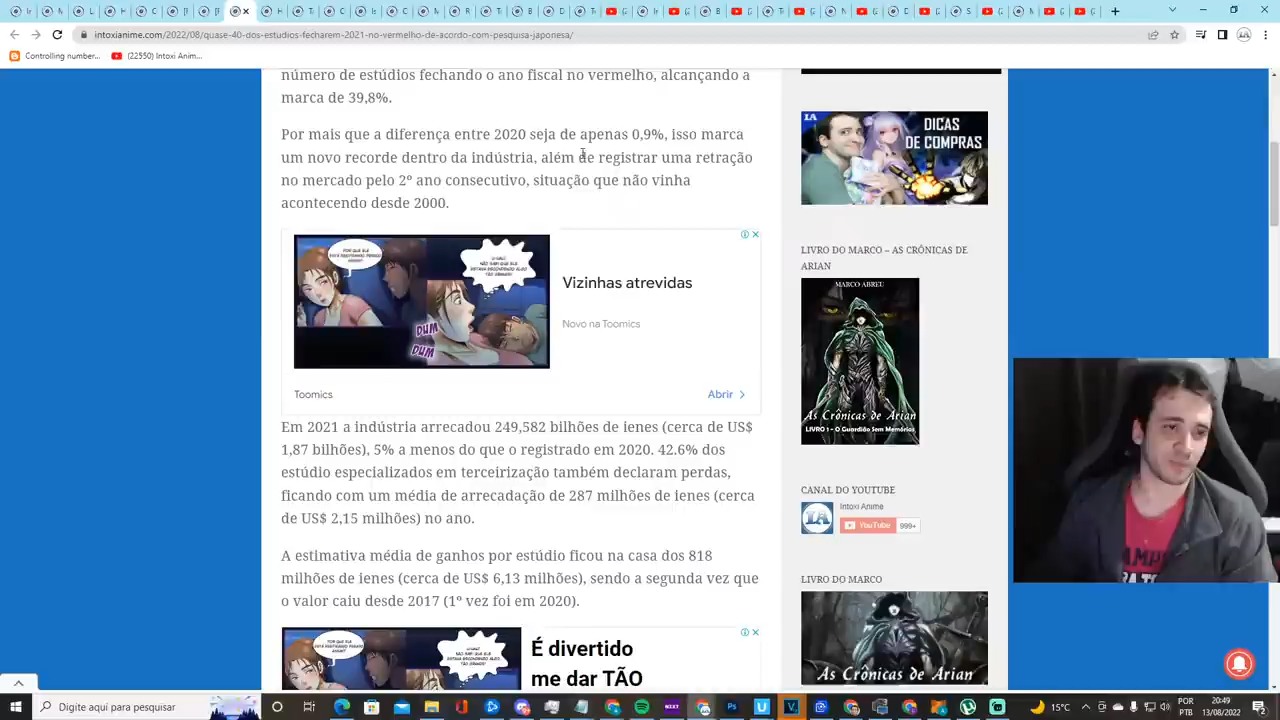 intoxianime.com/2022/08/quase-40-dos-estudios-fecharem-2021-no-vermelho-de-acordo-com-pesquisa-japonesa/
Controlling number...
(22550) Intoxi Anim...
número de estúdios fechando o ano fiscal no vermelho, alcançando a
marca de 39,8%.
Por mais que a diferença entre 2020 seja de apenas 0,9%, isso marca
um novo recorde dentro da indústria, além de registrar uma retração
no mercado pelo 2º ano consecutivo, situação que não vinha
acontecendo desde 2000.
DUM
DUM
Vizinhas atrevidas
Novo na Toomics
Toomics
Abrir
Em 2021 a indústria arrecadou 249,582 bilhões de ienes (cerca de US$
1,87 bilhões), 5% a menos do que o registrado em 2020. 42.6% dos
estúdio especializados em terceirização também declaram perdas,
ficando com um média de arrecadação de 287 milhões de ienes (cerca
de US$ 2,15 milhões) no ano.
A estimativa média de ganhos por estúdio ficou na casa dos 818
milhões de ienes (cerca de US$ 6,13 milhões), sendo a segunda vez que
o valor caiu desde 2017 (1º vez foi em 2020).
É divertido
me dar TÃO
IA
DICAS
DE COMPRAS
LIVRO DO MARCO – AS CRÔNICAS DE
ARIAN
MARCO ABREU
As Crônicas de Arian
LIVRO 1 - O Guardião Sem Memórias
CANAL DO YOUTUBE
IA
Intoxi Anime
YouTube
999+
LIVRO DO MARCO
As Crônicas de Arian
Digite aqui para pesquisar
NEXT
Ps
V
15°C
POR
PTB
20:49
13/08/2022